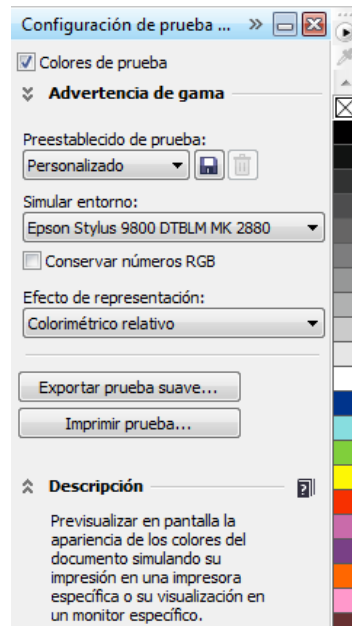 Configuración de prueba ...
Colores de prueba
Advertencia de gama
Preestablecido de prueba:
Personalizado
Simular entorno:
Epson Stylus 9800 DTBLM MK 2880
Conservar números RGB
Efecto de representación:
Colorimétrico relativo
Exportar prueba suave...
Imprimir prueba...
Descripción
Previsualizar en pantalla la
apariencia de los colores del
documento simulando su
impresión en una impresora
específica o su visualización en
un monitor específico.